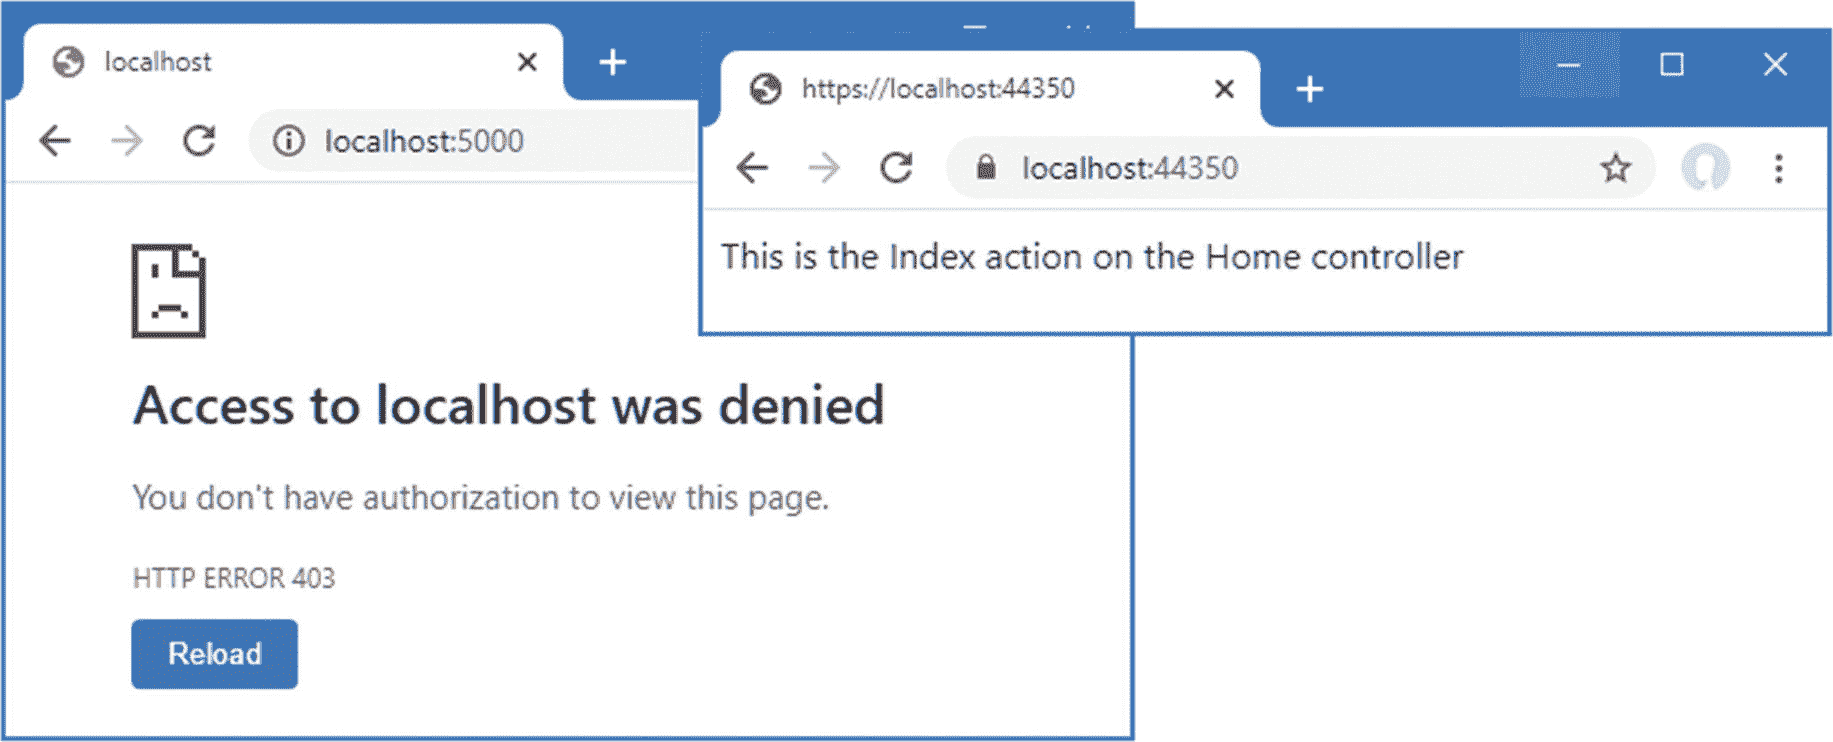 localhost
localhost:5000
Access to localhost was denied
You don't have authorization to view this page.
HTTP ERROR 403
Reload
https://localhost:44350
localhost:44350
This is the Index action on the Home controller